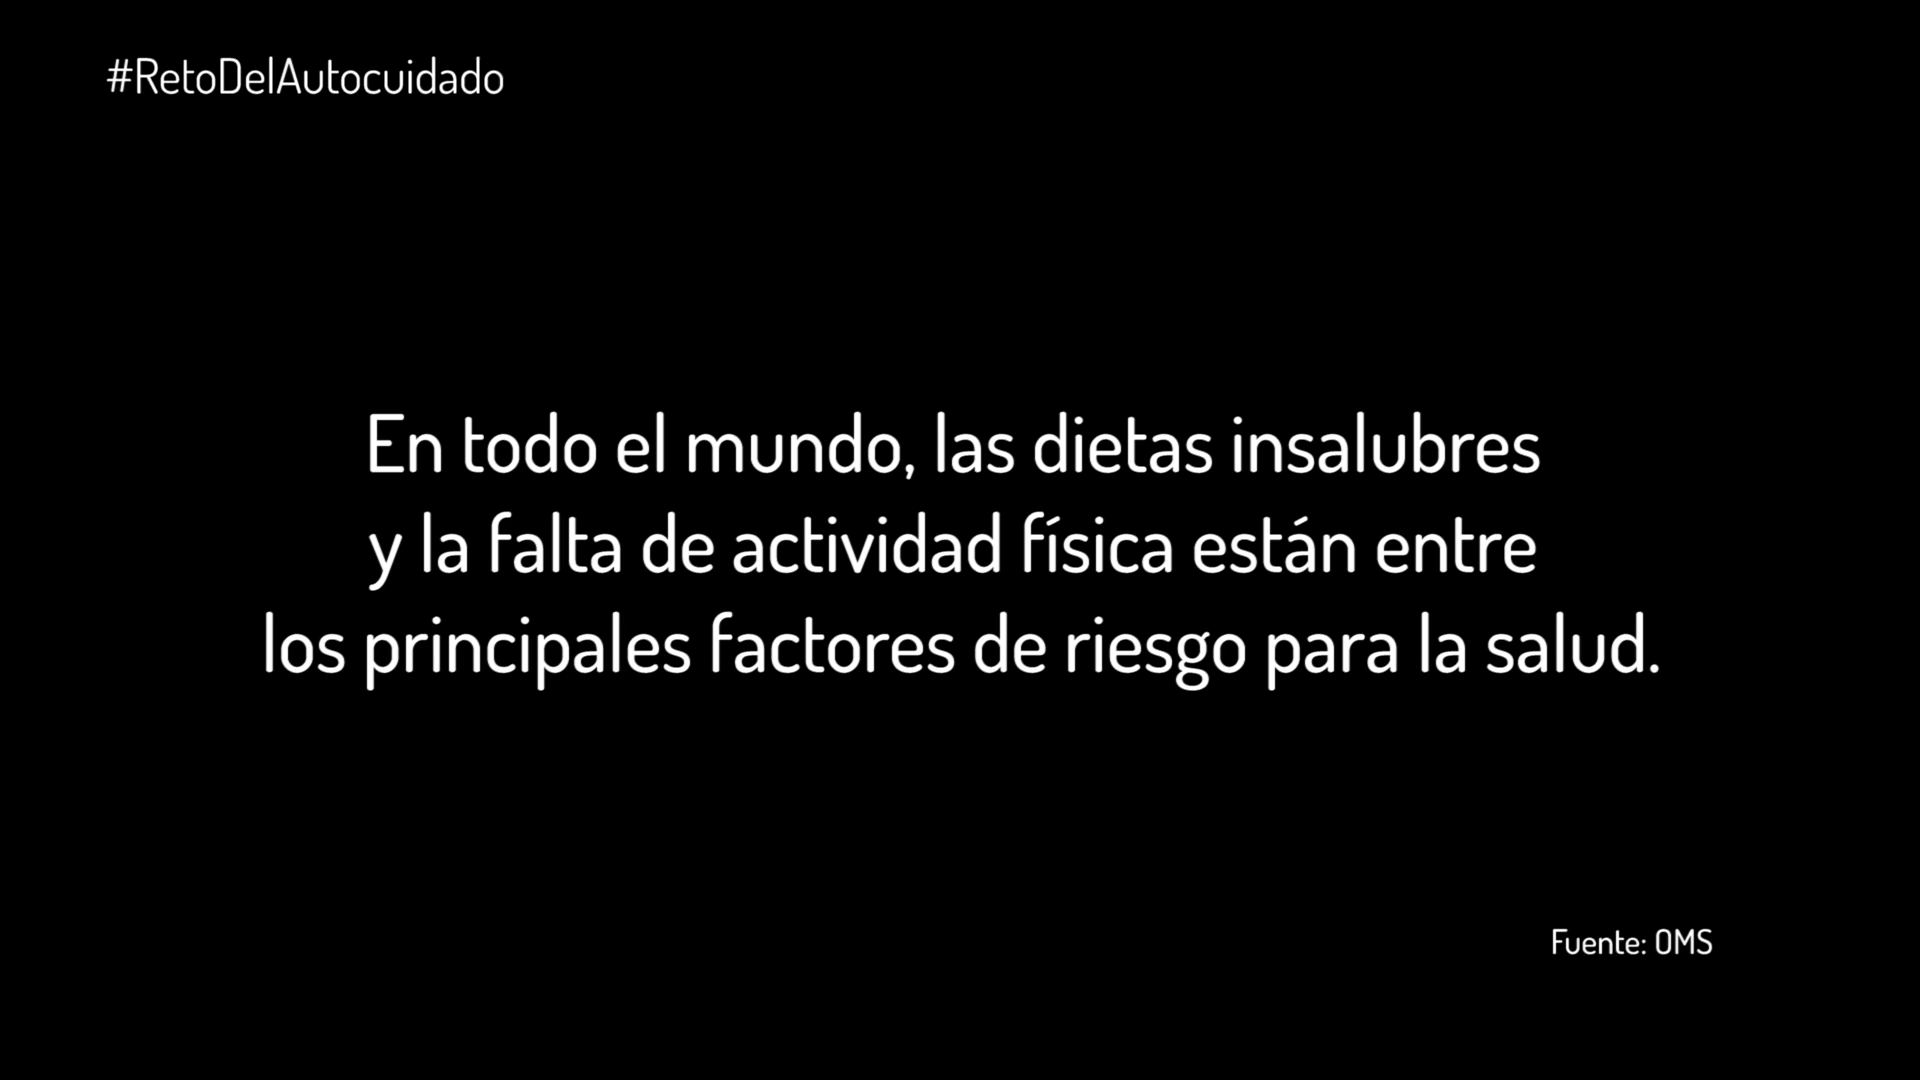 #RetoDelAutocuidado
En todo el mundo, las dietas insalubres
y la falta de actividad física están entre
los principales factores de riesgo para la salud.
Fuente: OMS